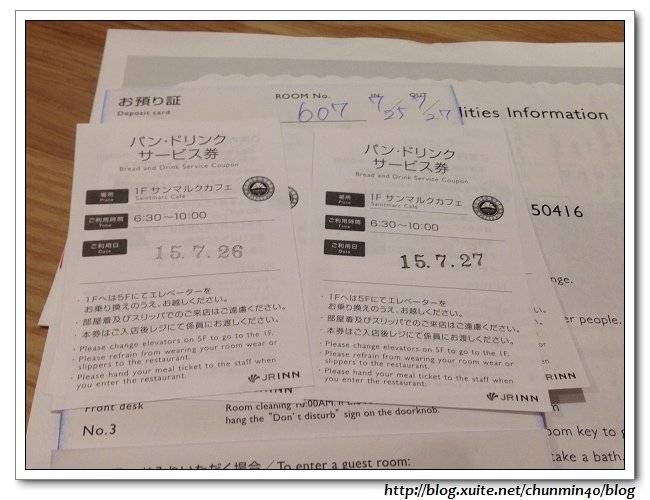 お預り証
Deposit card
ROOM No.
607
IN
7/25
OUT
7/27
lities Information
50416
nge.
er people.
パン・ドリンク
サービス券
Bread and Drink Service Coupon
場所
Place
1F サンマルクカフェ
Saintmarc Cafe
ご利用時間
Time
6:30～10:00
ご利用日
Date
15.7.26
・1Fへは5Fにてエレベーターを
お乗り換えのうえ、お越しください。
・部屋着及びスリッパでのご来店はご遠慮ください。
・本券はご入店後レジにて係員にお渡しください。
・Please change elevators on 5F to go to the 1F.
・Please refrain from wearing your room wear or
slippers to the restaurant.
・Please hand your meal ticket to the staff when
you enter the restaurant.
JR INN
パン・ドリンク
サービス券
Bread and Drink Service Coupon
場所
Place
1F サンマルクカフェ
Saintmarc Cafe
ご利用時間
Time
6:30～10:00
ご利用日
Date
15.7.27
・1Fへは5Fにてエレベーターを
お乗り換えのうえ、お越しください。
・部屋着及びスリッパでのご来店はご遠慮ください。
・本券はご入店後レジにて係員にお渡しください。
・Please change elevators on 5F to go to the 1F.
・Please refrain from wearing your room wear or
slippers to the restaurant.
・Please hand your meal ticket to the staff when
you enter the restaurant.
JR INN
Front desk
No.3
Room cleaning 10:00AM.
hang the "Don't disturb" sign on the doorknob.
om
oom key to g
take a bath.
いただく場合／To enter a guest room:
http://blog.xuite.net/chunmin40/blog